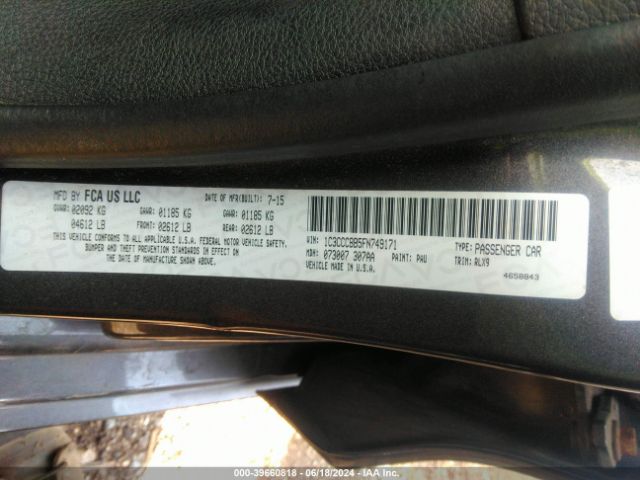 MFD BY FCA US LLC DATE OF MFR(BUILT): 7-15
GVWR: 02092 KG GAWR: 01185 KG GAWR: 01185 KG
04612 LB FRONT: 02612 LB REAR: 02612 LB
THIS VEHICLE CONFORMS TO ALL APPLICABLE U.S.A. FEDERAL MOTOR VEHICLE SAFETY,
BUMPER AND THEFT PREVENTION STANDARDS IN EFFECT ON
THE DATE OF MANUFACTURE SHOWN ABOVE.
VIN: 1C3CCCBB5FN749171 TYPE: PASSENGER CAR
MDH: 073007 307AA PAINT: PAU TRIM: RLX9
VEHICLE MADE IN U.S.A. 4658843
000-39660818 - 06/18/2024 - IAA Inc.